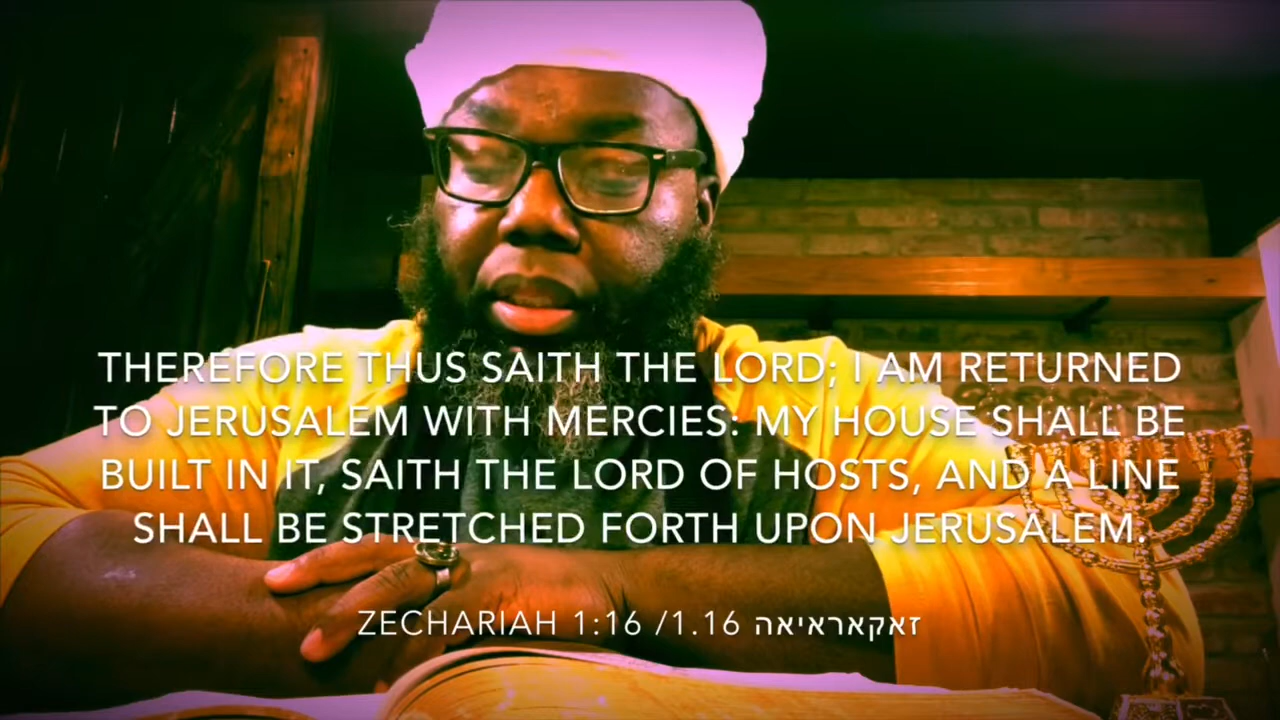 THEREFORE THUS SAITH THE LORD; I AM RETURNED
TO JERUSALEM WITH MERCIES: MY HOUSE SHALL BE
BUILT IN IT, SAITH THE LORD OF HOSTS, AND A LINE
SHALL BE STRETCHED FORTH UPON JERUSALEM.
ZECHARIAH 1:16 /1.16 זאקאראיאה